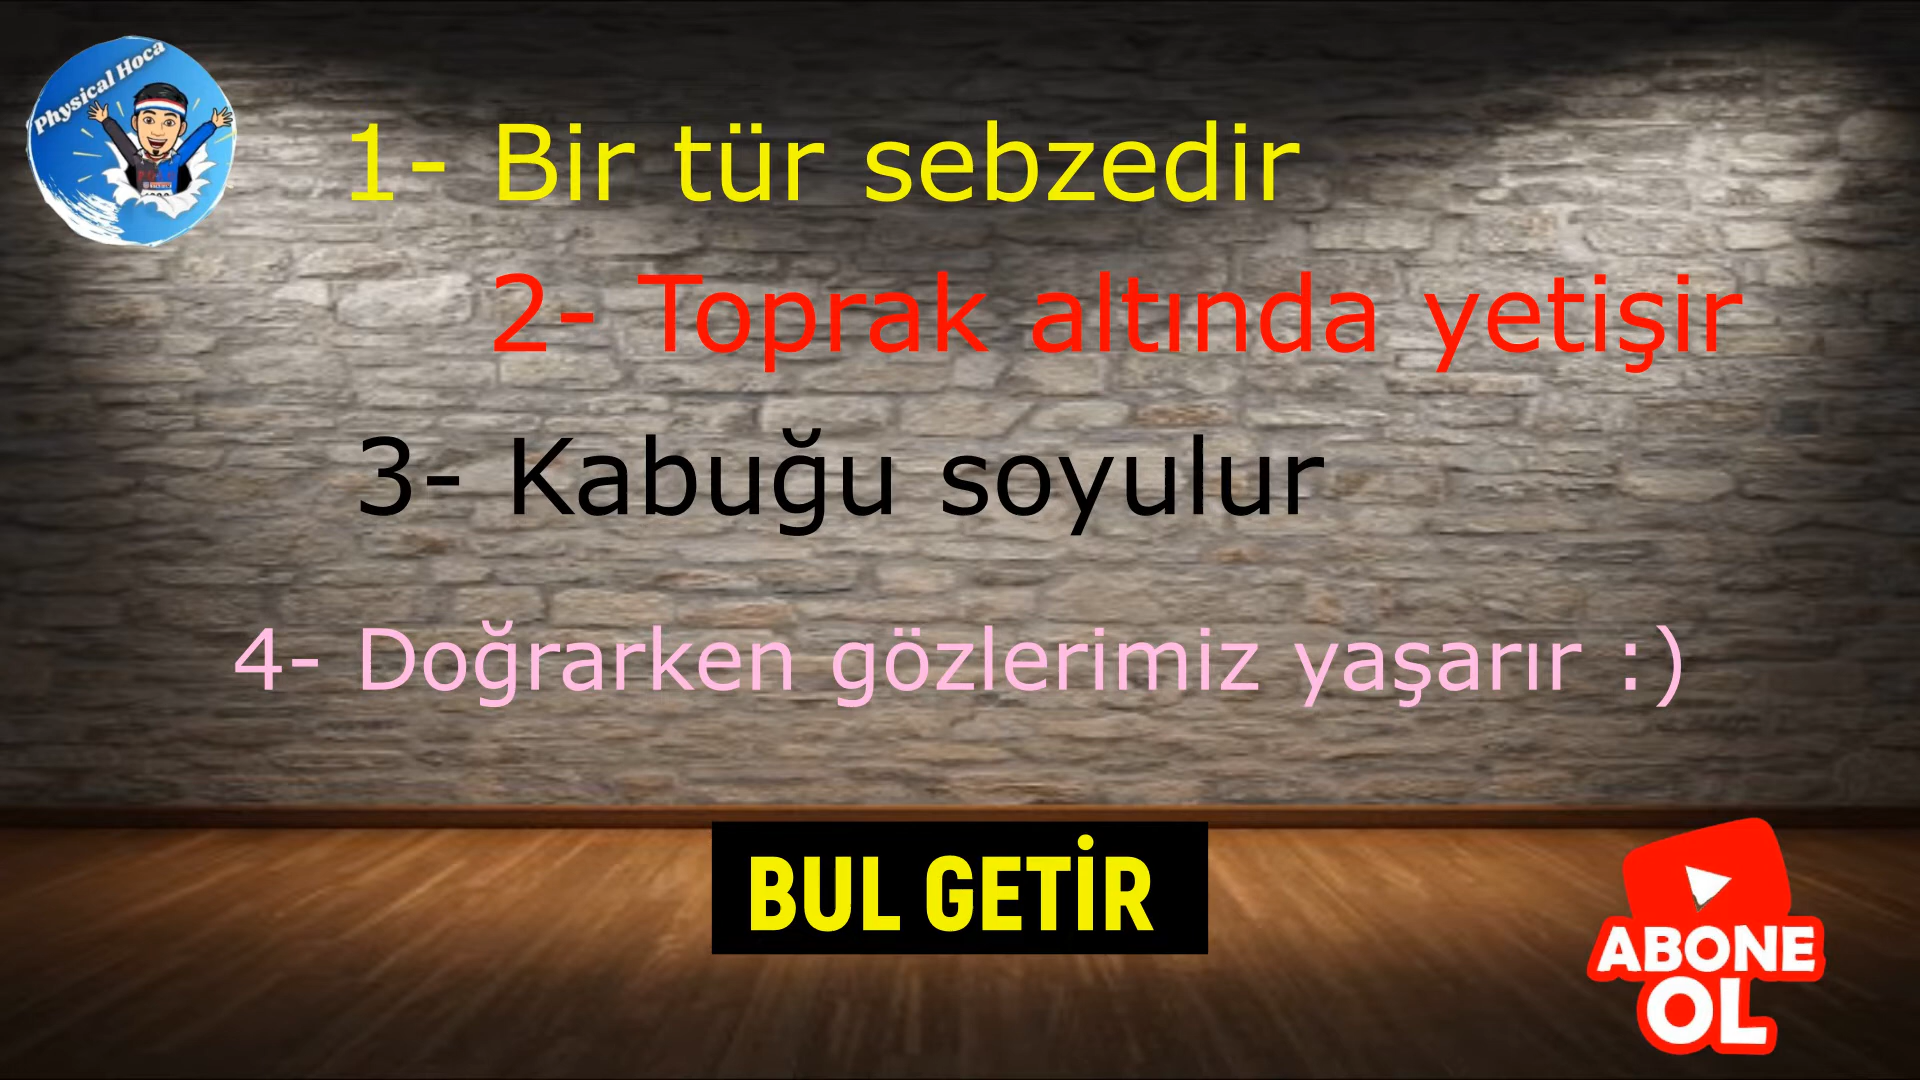 Physical Hoca
1- Bir tür sebzedir
2- Toprak altında yetişir
3- Kabuğu soyulur
4- Doğrarken gözlerimiz yaşarır :)
BUL GETİR
ABONE
OL